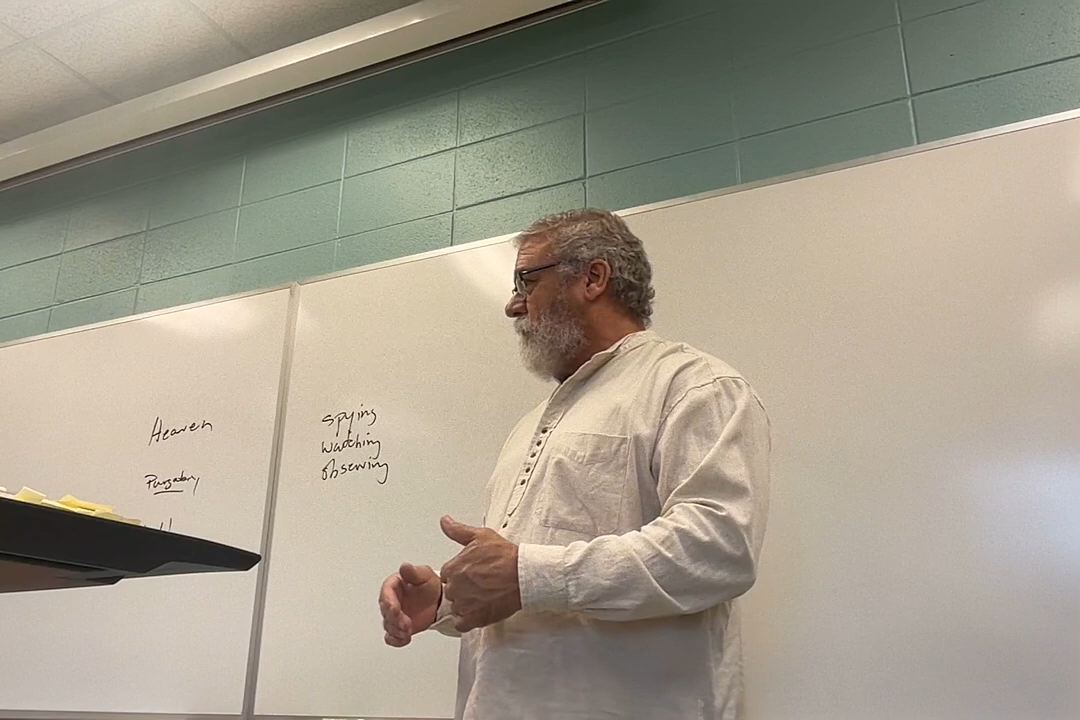 Heaven
Purgatory
spying
watching
observing